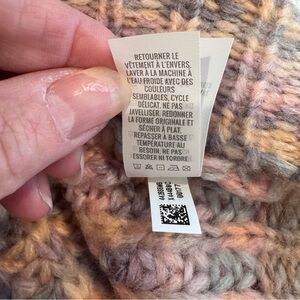 RETOURNER LE
VÊTEMENT À L'ENVERS,
LAVER À LA MACHINE À
L'EAU FROIDE AVEC DES
COULEURS
SEMBLABLES, CYCLE
DÉLICAT. NE PAS
JAVELLISER. REDONNER
LA FORME ORIGINALE ET
SÉCHER À PLAT.
REPASSER À BASSE
TEMPÉRATURE AU
BESOIN. NE PAS
ESSORER NI TORDRE